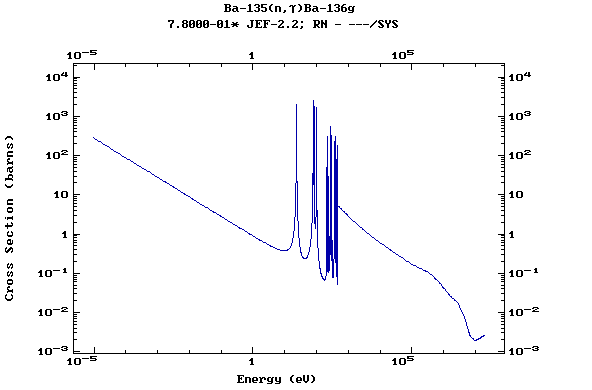 Ba-135(n,γ)Ba-136g
7.8000-01* JEF-2.2; RN - ---/SYS
10⁻⁵ 1 10⁵
10⁴ 10⁴
10³ 10³
10² 10²
10 10
1 1
10⁻¹ 10⁻¹
10⁻² 10⁻²
10⁻³ 10⁻³
10⁻⁵ 1 10⁵
Cross Section (barns)
Energy (eV)